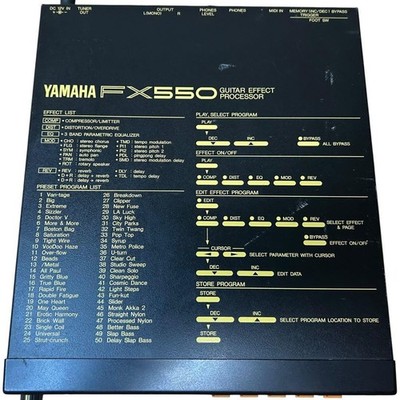 DC 12V IN
TUNER OUT
OUTPUT
L(MONO) R
PHONES LEVEL
PHONES
MIDI IN
MEMORY (INC/DEC) BYPASS
TRIGGER
FOOT SW
YAMAHA FX550 GUITAR EFFECT PROCESSOR
EFFECT LIST
COMP • COMPRESSOR/LIMITTER
DIST • DISTORTION/OVERDRIVE
EQ • 3 BAND PARAMETRIC EQUALIZER
MOD • CHO stereo chorus • TMD: tempo modulation
• FLG stereo flange • Pt1 stereo pitch 1
• SYM symphonic • Pt2 stereo pitch 2
• PAN auto pan • PDL: pingpong delay
• TRM tremolo • SMD stereo modulation delay
• ROT rotary speaker
REV • REV : reverb • DLY : delay
• D+R : delay + reverb • TDL : tempo delay
PRESET PROGRAM LIST
1 Van-tage
2 Big
3 Extreme
4 Sizzler
5 Doctor V
6 More & More
7 Boston Bag
8 Saturation
9 Tight Wire
10 VooDoo Haze
11 Over-flow
12 Beads
13 /Metal
14 All Paul
15 Gritty Blue
16 True Blue
17 Rapid Fire
18 Double Fatigue
19 One Heart
20 May Queen
21 Erotic Harmony
22 Brick Wall
23 Single Coil
24 Universal
25 Strut-crunch
26 Breakdown
27 Clipper
28 New Fuse
29 LA Luck
30 Sky High
31 City Party
32 Twin Twang
33 Pop Top
34 Syrup
35 Metro Police
36 U-turn
37 Clear Cut
38 Studio Sweep
39 Clean Solo
40 Sharpeggio
41 Cosmic Dance
42 Light Steps
43 Fun-kui
44 Slider
45 Monk Akka 2
46 Straight Nylon
47 Processed Nylon
48 Better Bass
49 Slap Bass
50 Delay Slap Bass
PLAY, SELECT PROGRAM
PLAY
DEC INC BYPASS
ALL BYPASS
EFFECT ON/OFF
PLAY
COMP DIST EQ MOD REV
EDIT EFFECT PROGRAM
EDIT
COMP DIST EQ MOD REV
SELECT EFFECT & PAGE
BYPASS
EFFECT ON/OFF
CURSOR
SELECT PARAMETER WITH CURSOR
DEC INC
EDIT DATA
STORE PROGRAM
STORE
DEC INC
SELECT PROGRAM LOCATION TO STORE
STORE